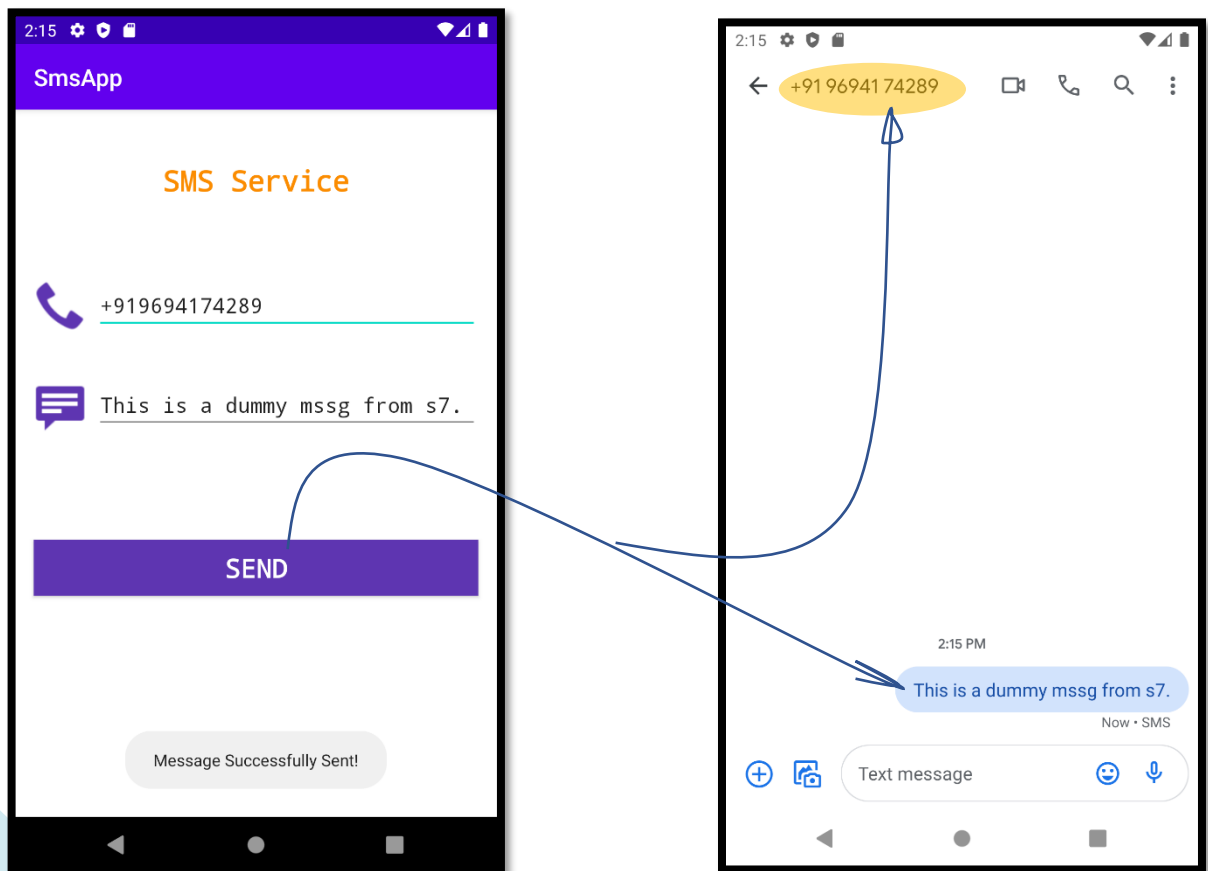 2:15
SmsApp
SMS Service
+919694174289
This is a dummy mssg from s7.
SEND
Message Successfully Sent!
2:15
+91 96941 74289
2:15 PM
This is a dummy mssg from s7.
Now • SMS
Text message